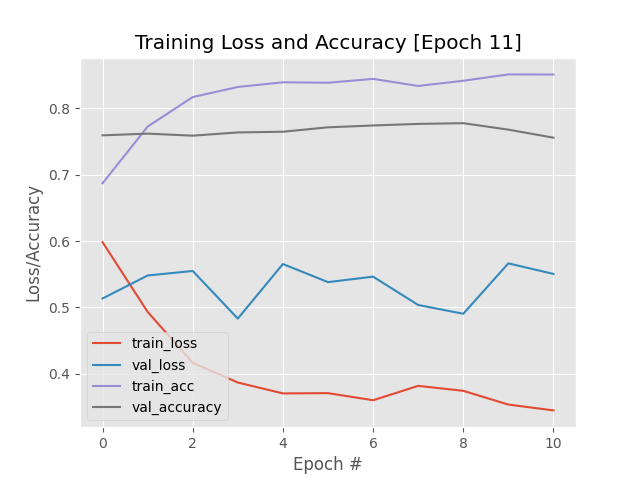 Training Loss and Accuracy [Epoch 11]
Loss/Accuracy
0.8
0.7
0.6
0.5
0.4
train_loss
val_loss
train_acc
val_accuracy
0 2 4 6 8 10
Epoch #